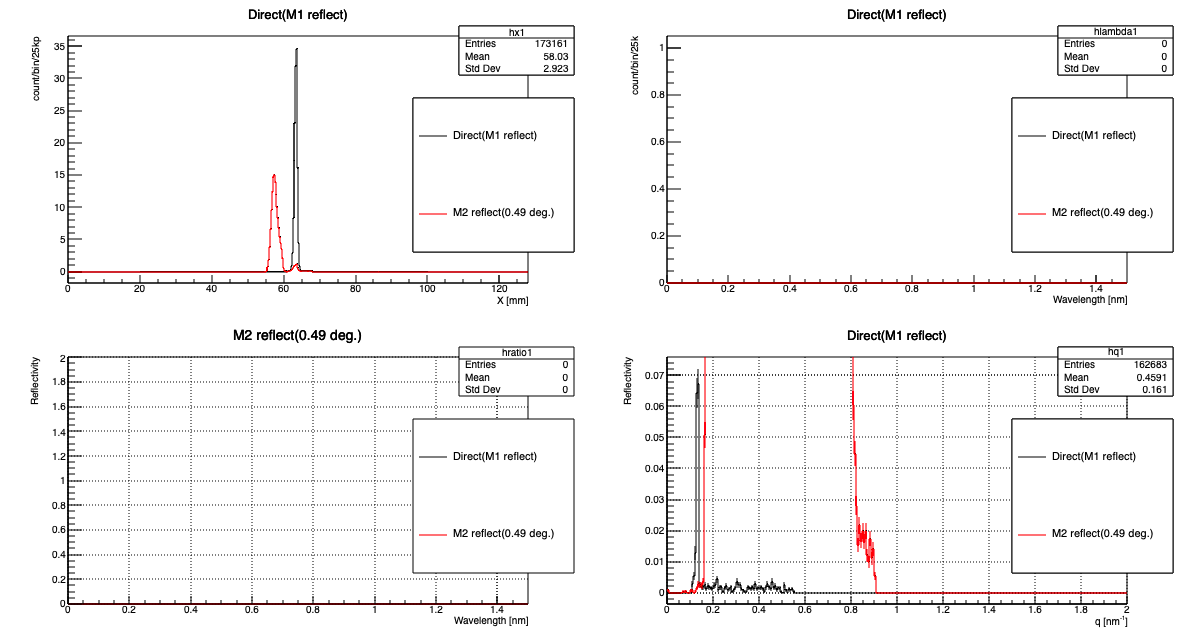 Direct(M1 reflect)
hx1
Entries 173161
Mean 58.03
Std Dev 2.923
count/bin/25kp
35
30
25
20
15
10
5
0
Direct(M1 reflect)
M2 reflect(0.49 deg.)
0 20 40 60 80 100 120
X [mm]
Direct(M1 reflect)
hlambda1
Entries 0
Mean 0
Std Dev 0
count/bin/25k
1
0.8
0.6
0.4
0.2
0
Direct(M1 reflect)
M2 reflect(0.49 deg.)
0 0.2 0.4 0.6 0.8 1 1.2 1.4
Wavelength [nm]
M2 reflect(0.49 deg.)
hratio1
Entries 0
Mean 0
Std Dev 0
Reflectivity
2
1.8
1.6
1.4
1.2
1
0.8
0.6
0.4
0.2
0
Direct(M1 reflect)
M2 reflect(0.49 deg.)
0 0.2 0.4 0.6 0.8 1 1.2 1.4
Wavelength [nm]
Direct(M1 reflect)
hq1
Entries 162683
Mean 0.4591
Std Dev 0.161
Reflectivity
0.07
0.06
0.05
0.04
0.03
0.02
0.01
0
Direct(M1 reflect)
M2 reflect(0.49 deg.)
0 0.2 0.4 0.6 0.8 1 1.2 1.4 1.6 1.8 2
q [nm⁻¹]